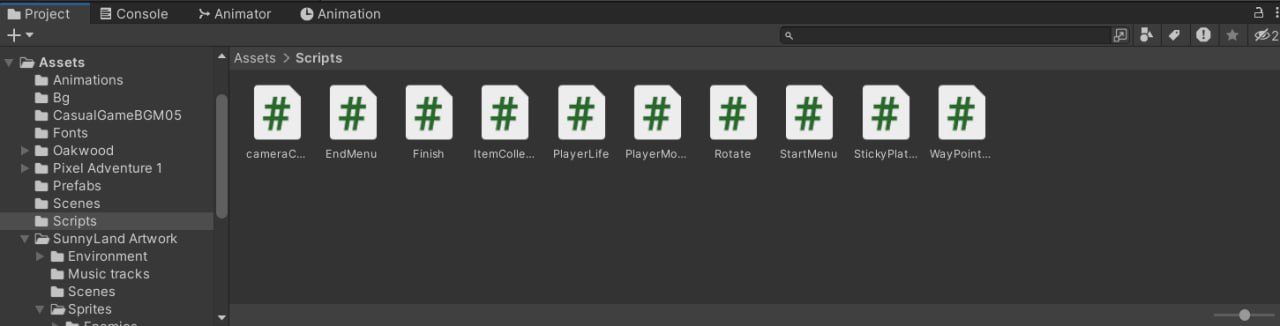 Project
Console
Animator
Animation
2
Assets
Animations
Bg
CasualGameBGM05
Fonts
Oakwood
Pixel Adventure 1
Prefabs
Scenes
Scripts
SunnyLand Artwork
Environment
Music tracks
Scenes
Sprites
Enemies
Assets > Scripts
cameraC...
EndMenu
Finish
ItemColle...
PlayerLife
PlayerMo...
Rotate
StartMenu
StickyPlat...
WayPoint...